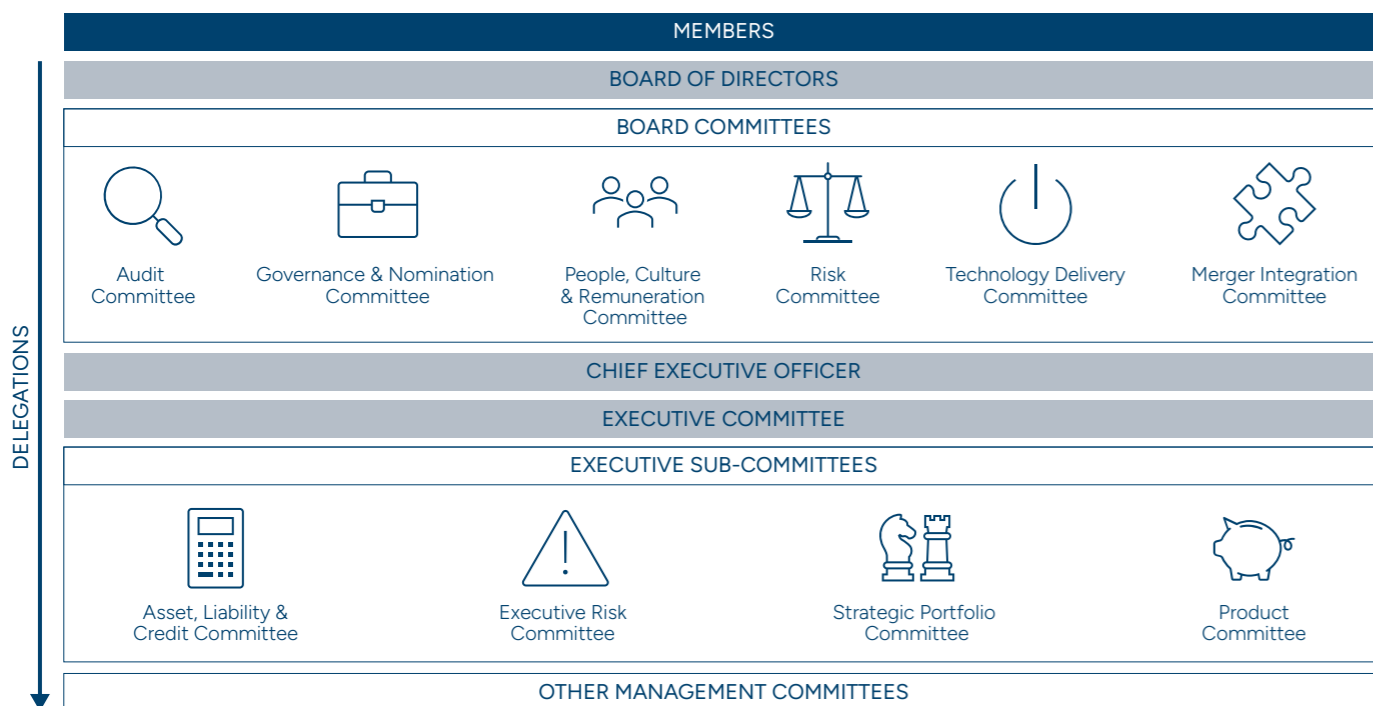 MEMBERS
BOARD OF DIRECTORS
BOARD COMMITTEES
Audit
Committee
Governance & Nomination
Committee
People, Culture
& Remuneration
Committee
Risk
Committee
Technology Delivery
Committee
Merger Integration
Committee
DELEGATIONS
CHIEF EXECUTIVE OFFICER
EXECUTIVE COMMITTEE
EXECUTIVE SUB-COMMITTEES
Asset, Liability &
Credit Committee
Executive Risk
Committee
Strategic Portfolio
Committee
Product
Committee
OTHER MANAGEMENT COMMITTEES